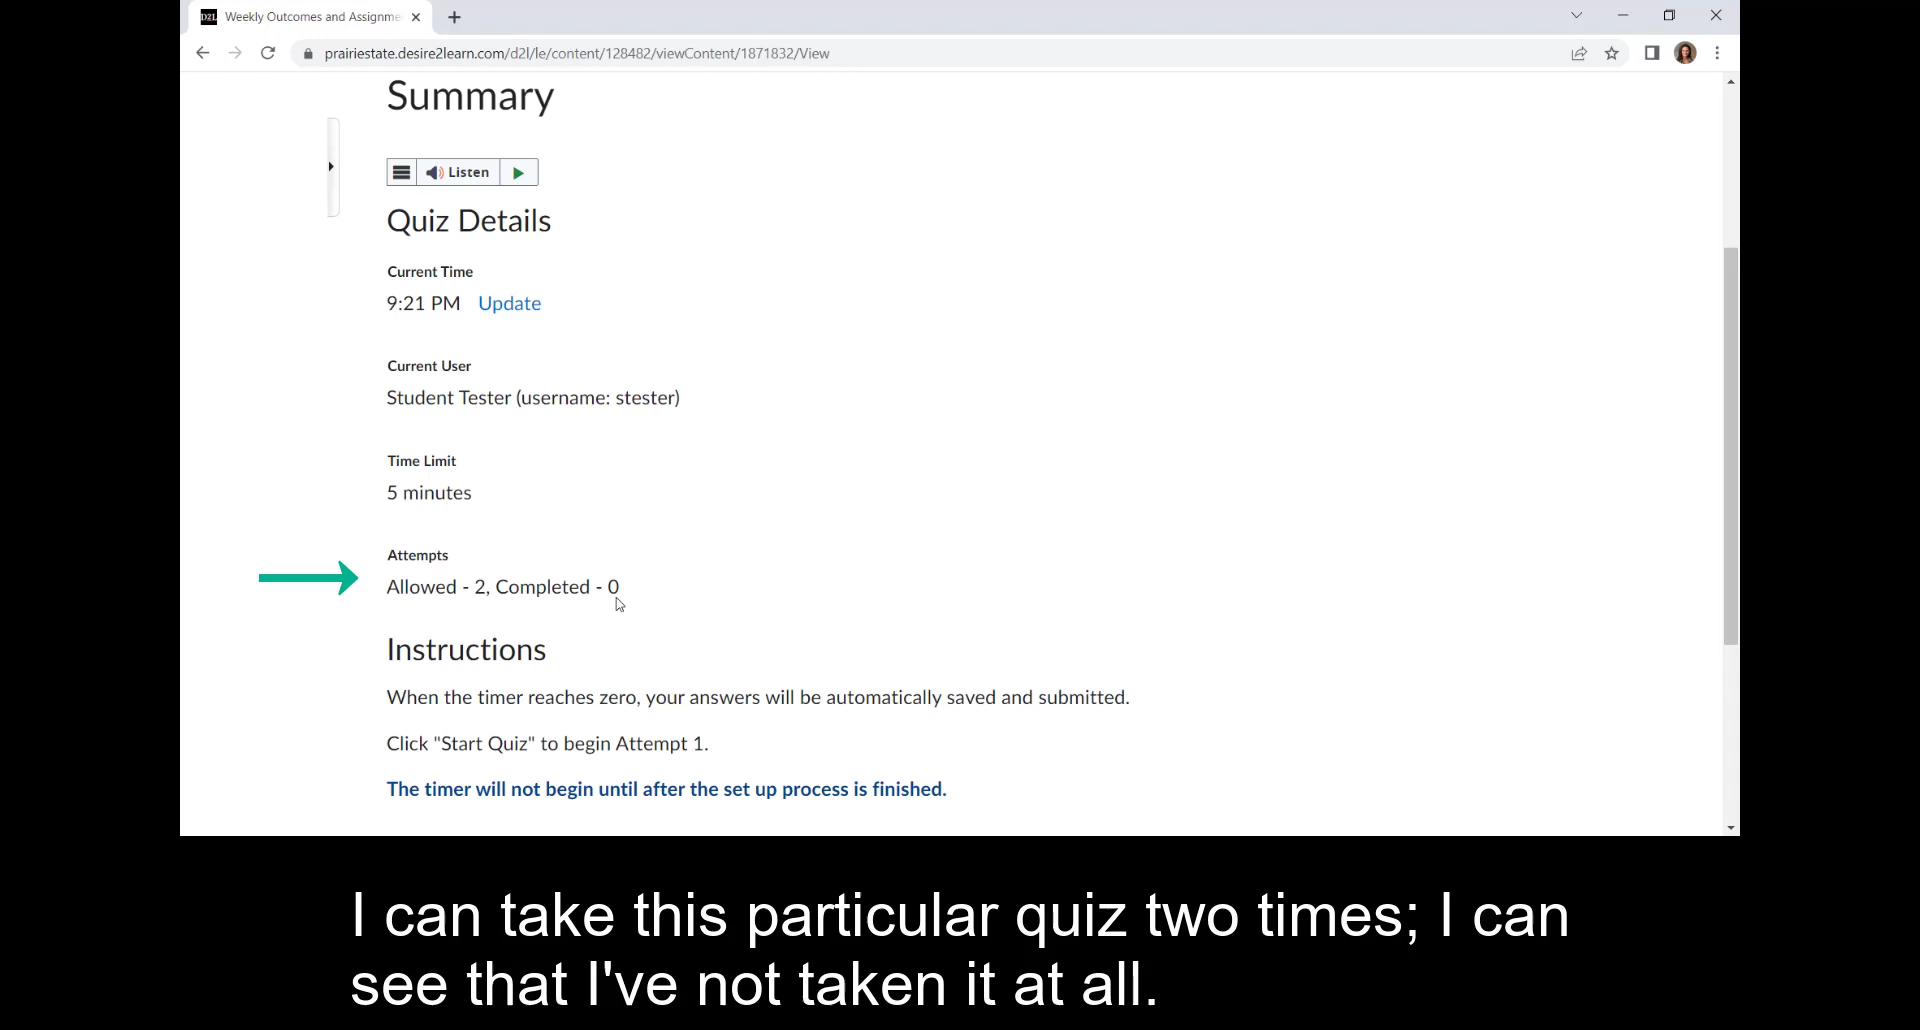 D2L Weekly Outcomes and Assignme
prairiestate.desire2learn.com/d2l/le/content/128482/viewContent/1871832/View
Summary
Listen
Quiz Details
Current Time
9:21 PM Update
Current User
Student Tester (username: stester)
Time Limit
5 minutes
Attempts
Allowed - 2, Completed - 0
Instructions
When the timer reaches zero, your answers will be automatically saved and submitted.
Click "Start Quiz" to begin Attempt 1.
The timer will not begin until after the set up process is finished.
I can take this particular quiz two times; I can
see that I've not taken it at all.